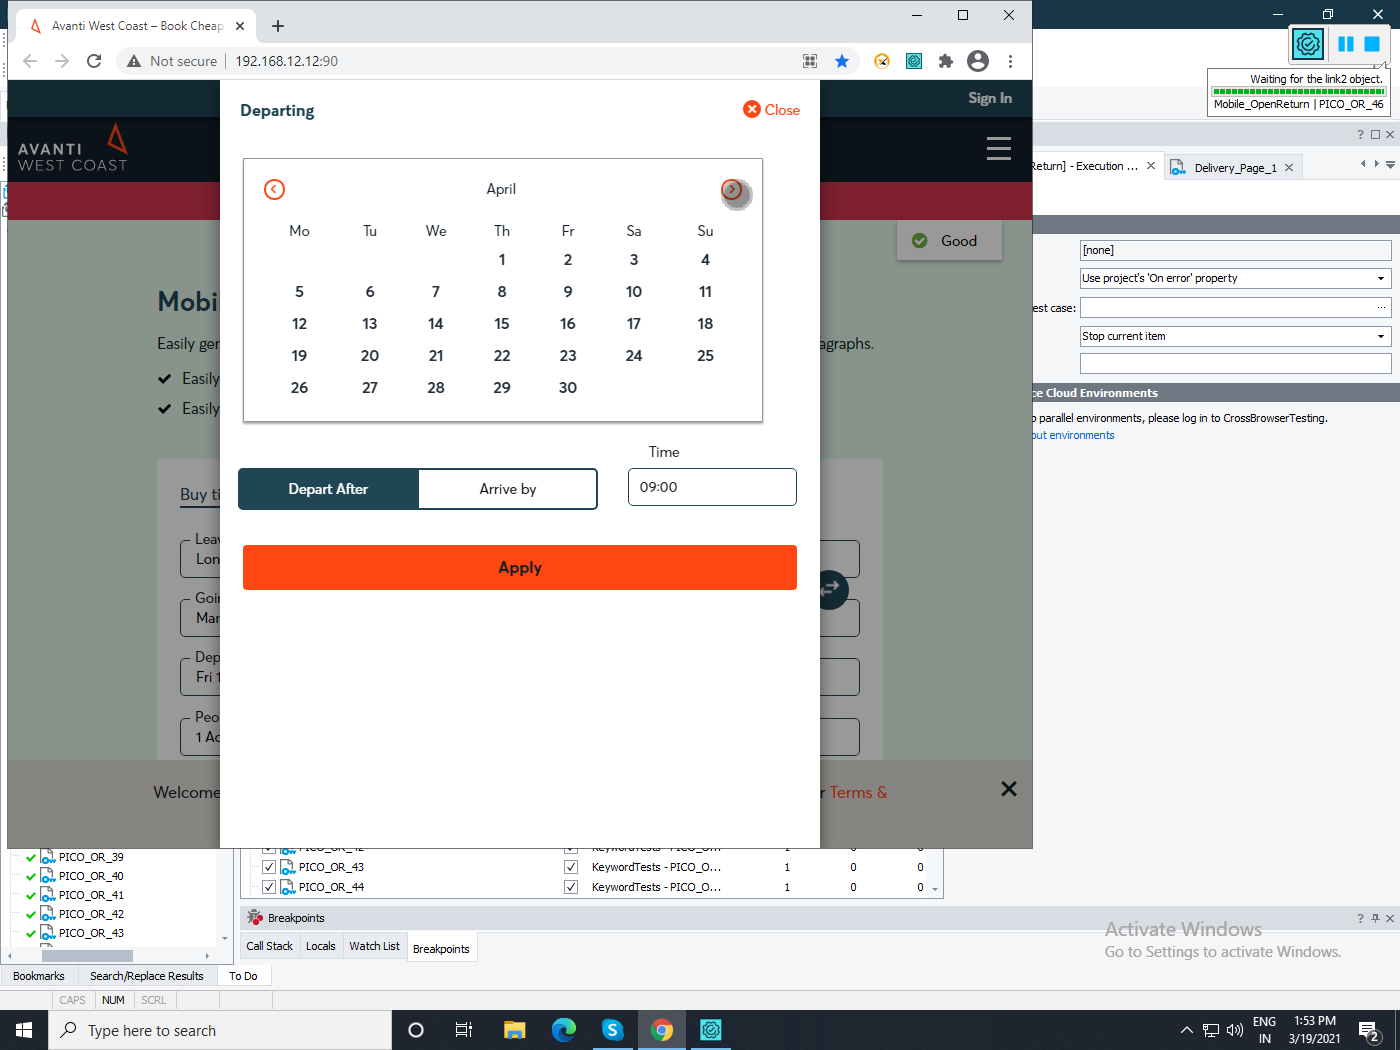 Avanti West Coast – Book Cheap
Not secure | 192.168.12.12:90
Waiting for the link2 object.
Mobile_OpenReturn | PICO_OR_46
Sign In
AVANTI
WEST COAST
Departing
Close
April
Mo Tu We Th Fr Sa Su
1 2 3 4
5 6 7 8 9 10 11
12 13 14 15 16 17 18
19 20 21 22 23 24 25
26 27 28 29 30
Time
Depart After Arrive by 09:00
Apply
Good
Mobi
Easily ger
agraphs.
Easily
Easily
Buy ti
Leav
Lon
Goin
Mar
Dep
Fri 1
Peo
1 Ad
Welcome
r Terms &
Return] - Execution ... Delivery_Page_1
[none]
Use project's 'On error' property
est case:
Stop current item
ce Cloud Environments
o parallel environments, please log in to CrossBrowserTesting.
out environments
PICO_OR_39
PICO_OR_40
PICO_OR_41
PICO_OR_42
PICO_OR_43
PICO_OR_42 KeywordTests - PICO_O... 1 0 0
PICO_OR_43 KeywordTests - PICO_O... 1 0 0
PICO_OR_44 KeywordTests - PICO_O... 1 0 0
Breakpoints
Call Stack Locals Watch List Breakpoints
Bookmarks Search/Replace Results To Do
CAPS NUM SCRL
Activate Windows
Go to Settings to activate Windows.
Type here to search
ENG
IN
1:53 PM
3/19/2021
2